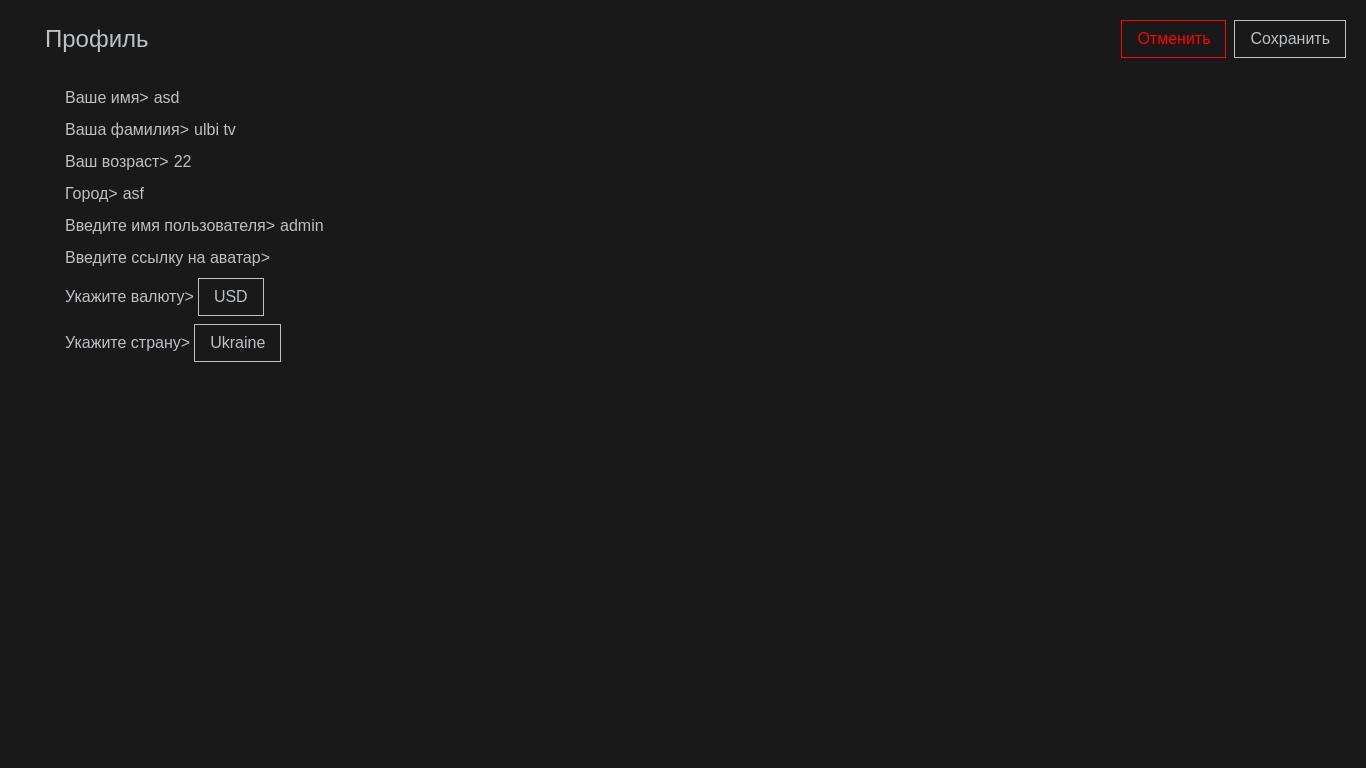 Профиль
Отменить
Сохранить
Ваше имя> asd
Ваша фамилия> ulbi tv
Ваш возраст> 22
Город> asf
Введите имя пользователя> admin
Введите ссылку на аватар>
Укажите валюту> USD
Укажите страну> Ukraine